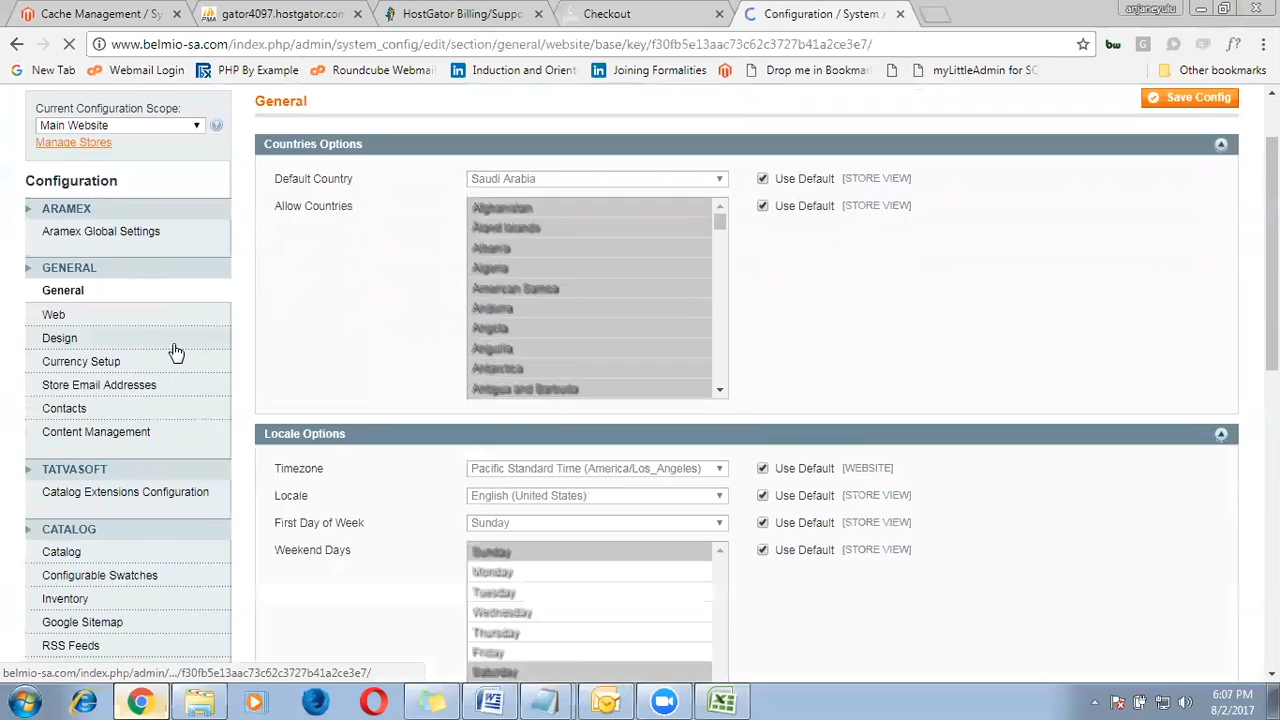 Cache Management / Sy
gator4097.hostgator.com
HostGator Billing/Suppo
Checkout
Configuration / System /
anjaneyulu
www.belmio-sa.com/index.php/admin/system_config/edit/section/general/website/base/key/f30fb5e13aac73c62c3727b41a2ce3e7/
New Tab
Webmail Login
PHP By Example
Roundcube Webmail
Induction and Orient
Joining Formalities
Drop me in Bookmar
myLittleAdmin for SQ
Other bookmarks
Current Configuration Scope:
Main Website
Manage Stores
Configuration
ARAMEX
Aramex Global Settings
GENERAL
General
Web
Design
Currency Setup
Store Email Addresses
Contacts
Content Management
TATVASOFT
Catalog Extensions Configuration
CATALOG
Catalog
Configurable Swatches
Inventory
Google Sitemap
RSS Feeds
General
Save Config
Countries Options
Default Country
Saudi Arabia
Use Default [STORE VIEW]
Allow Countries
Afghanistan
Use Default [STORE VIEW]
Åland Islands
Albania
Algeria
American Samoa
Andorra
Angola
Anguilla
Antarctica
Antigua and Barbuda
Locale Options
Timezone
Pacific Standard Time (America/Los_Angeles)
Use Default [WEBSITE]
Locale
English (United States)
Use Default [STORE VIEW]
First Day of Week
Sunday
Use Default [STORE VIEW]
Weekend Days
Sunday
Use Default [STORE VIEW]
Monday
Tuesday
Wednesday
Thursday
Friday
Saturday
belmio-sa.com/index.php/admin/.../f30fb5e13aac73c62c3727b41a2ce3e7/
6:07 PM
8/2/2017